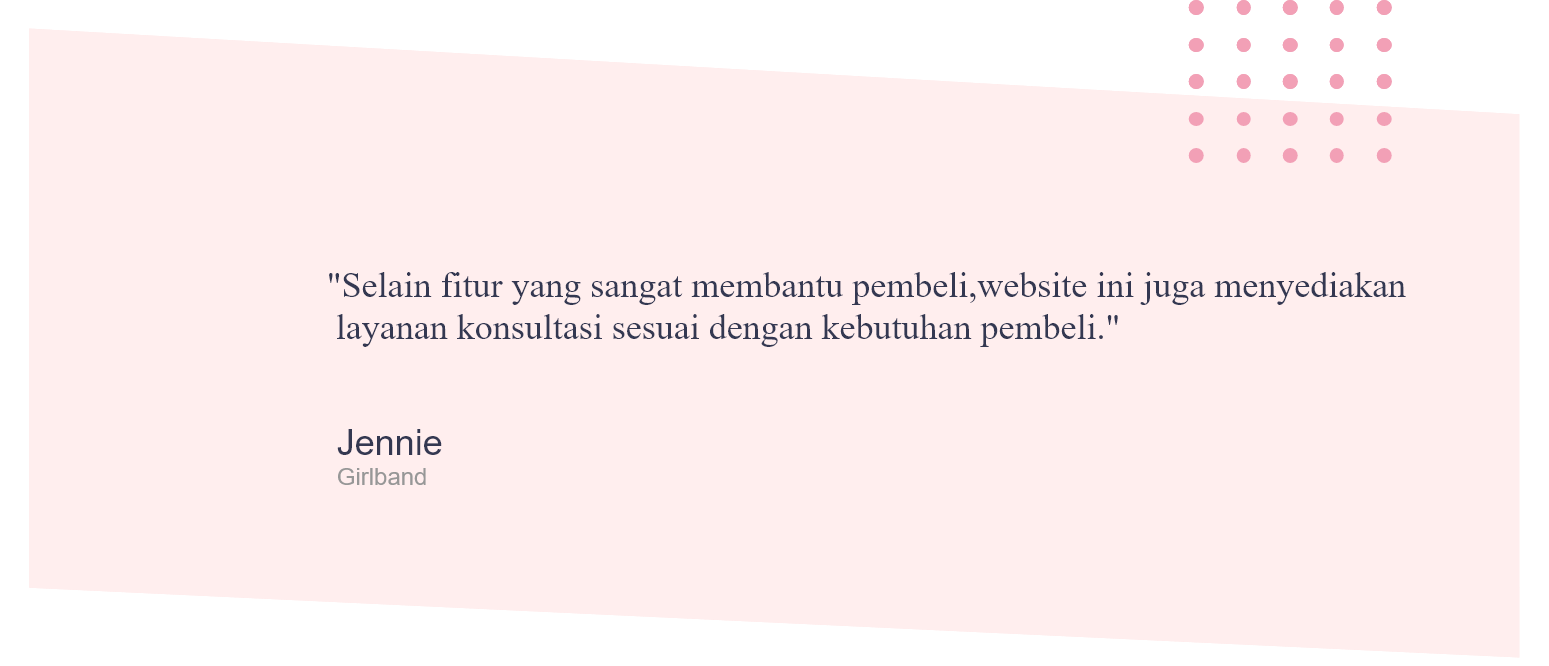 "Selain fitur yang sangat membantu pembeli,website ini juga menyediakan
layanan konsultasi sesuai dengan kebutuhan pembeli."
Jennie
Girlband